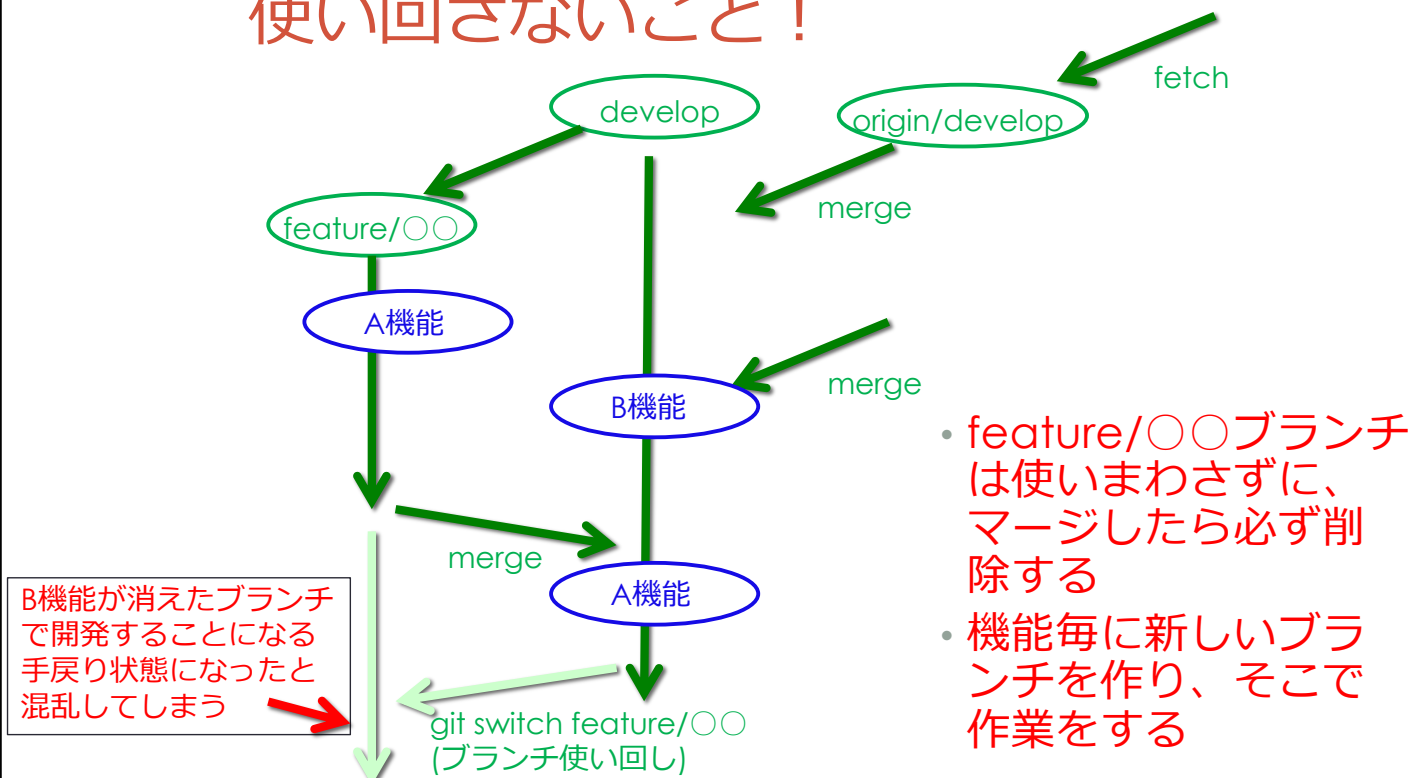 使い回さないこと！
fetch
develop
origin/develop
merge
feature/○○
A機能
merge
B機能
merge
A機能
git switch feature/○○
(ブランチ使い回し)
B機能が消えたブランチ
で開発することになる
手戻り状態になったと
混乱してしまう
• feature/○○ブランチ
は使いまわさずに、
マージしたら必ず削
除する
• 機能毎に新しいブラ
ンチを作り、そこで
作業をする